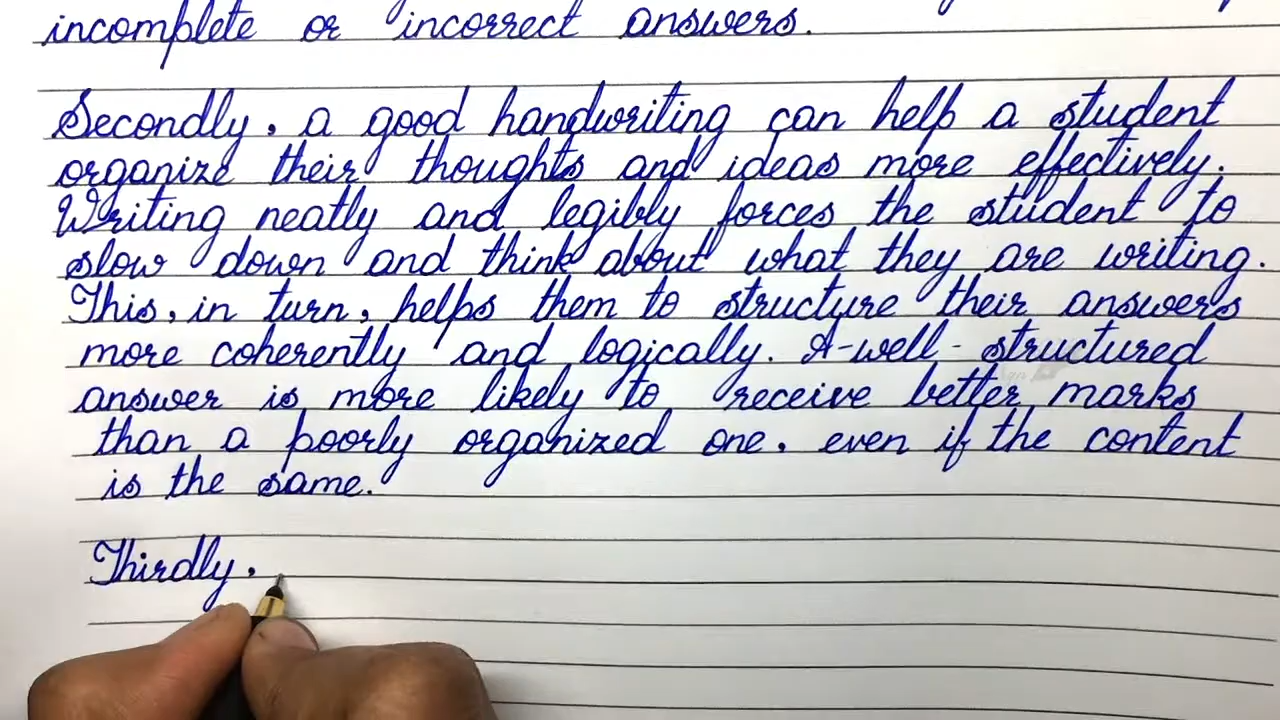 incomplete or incorrect answers.
Secondly, a good handwriting can help a student
organize their thoughts and ideas more effectively.
Writing neatly and legibly forces the student to
slow down and think about what they are writing.
This, in turn, helps them to structure their answers
more coherently and logically. A-well-structured
answer is more likely to receive better marks
than a poorly organized one, even if the content
is the same.
Thirdly,